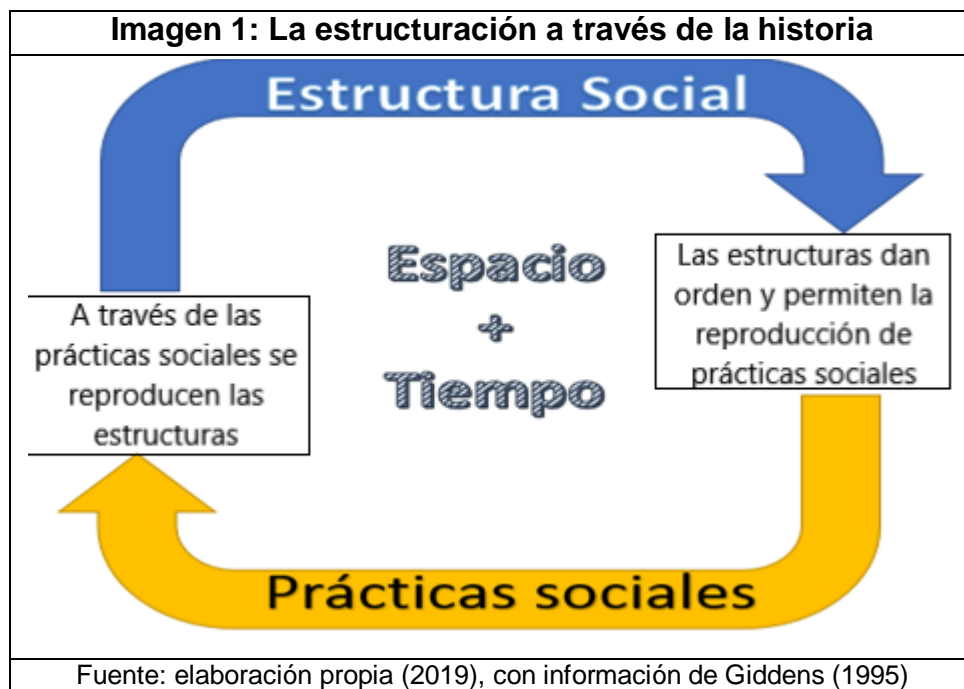 Imagen 1: La estructuración a través de la historia
Estructura Social
A través de las
prácticas sociales se
reproducen las
estructuras
Espacio
+
Tiempo
Las estructuras dan
orden y permiten la
reproducción de
prácticas sociales
Prácticas sociales
Fuente: elaboración propia (2019), con información de Giddens (1995)